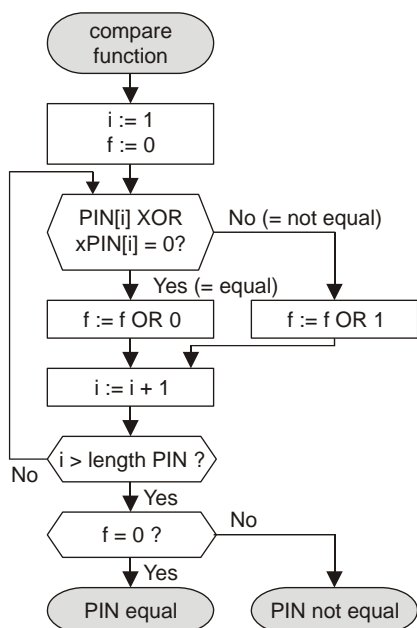 compare
function
i := 1
f := 0
PIN[i] XOR
xPIN[i] = 0?
No (= not equal)
Yes (= equal)
f := f OR 0
f := f OR 1
i := i + 1
i > length PIN ?
No
Yes
f = 0 ?
No
Yes
PIN equal
PIN not equal